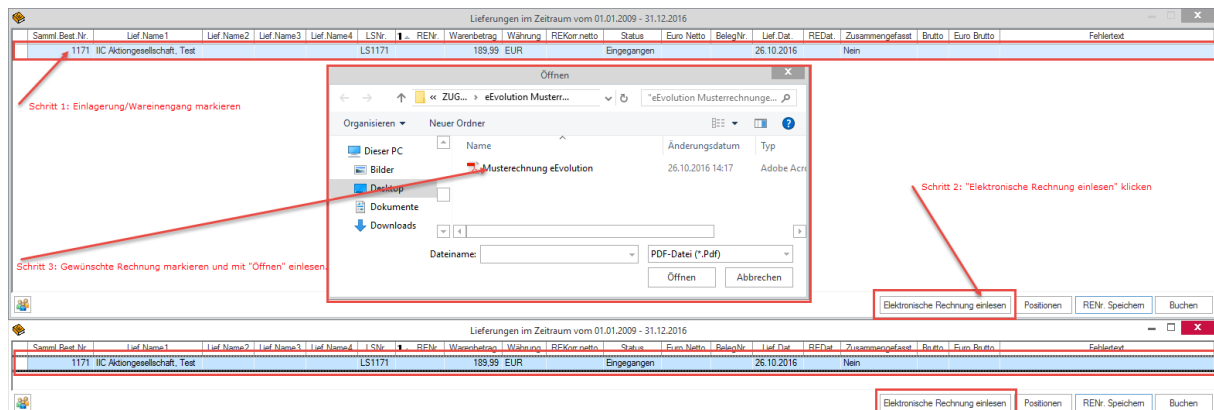 Lieferungen im Zeitraum vom 01.01.2009 - 31.12.2016
Samml.Best.Nr. Lief.Name1 Lief.Name2 Lief.Name3 Lief.Name4 LSNr. 1 RENr. Warenbetrag Währung REKorr.netto Status Euro Netto BelegNr. Lief.Dat. REDat. Zusammengefasst Brutto Euro Brutto Fehlertext
1171 IIC Aktiongesellschaft, Test LS1171 189,99 EUR Eingegangen 26.10.2016 Nein
Schritt 1: Einlagerung/Wareinengang markieren
Öffnen
« ZUG... › eEvolution Musterr... "eEvolution Musterrechnunge...
Organisieren Neuer Ordner
Name Änderungsdatum Typ
Dieser PC
Bilder
Desktop
Dokumente
Downloads
Musterechnung eEvolution 26.10.2016 14:17 Adobe Acro
Dateiname: PDF-Datei (*.Pdf)
Öffnen Abbrechen
Schritt 2: "Elektronische Rechnung einlesen" klicken
Schritt 3: Gewünschte Rechnung markieren und mit "Öffnen" einlesen.
Elektronische Rechnung einlesen Positionen RENr. Speichern Buchen
Lieferungen im Zeitraum vom 01.01.2009 - 31.12.2016
Samml.Best.Nr. Lief.Name1 Lief.Name2 Lief.Name3 Lief.Name4 LSNr. 1 RENr. Warenbetrag Währung REKorr.netto Status Euro Netto BelegNr. Lief.Dat. REDat. Zusammengefasst Brutto Euro Brutto Fehlertext
1171 IIC Aktiongesellschaft, Test LS1171 189,99 EUR Eingegangen 26.10.2016 Nein
Elektronische Rechnung einlesen Positionen RENr. Speichern Buchen